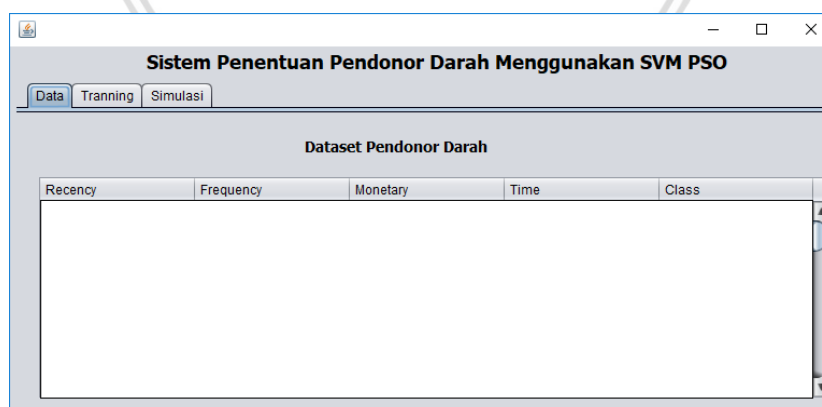 Sistem Penentuan Pendonor Darah Menggunakan SVM PSO
Data Tranning Simulasi
Dataset Pendonor Darah
Recency Frequency Monetary Time Class